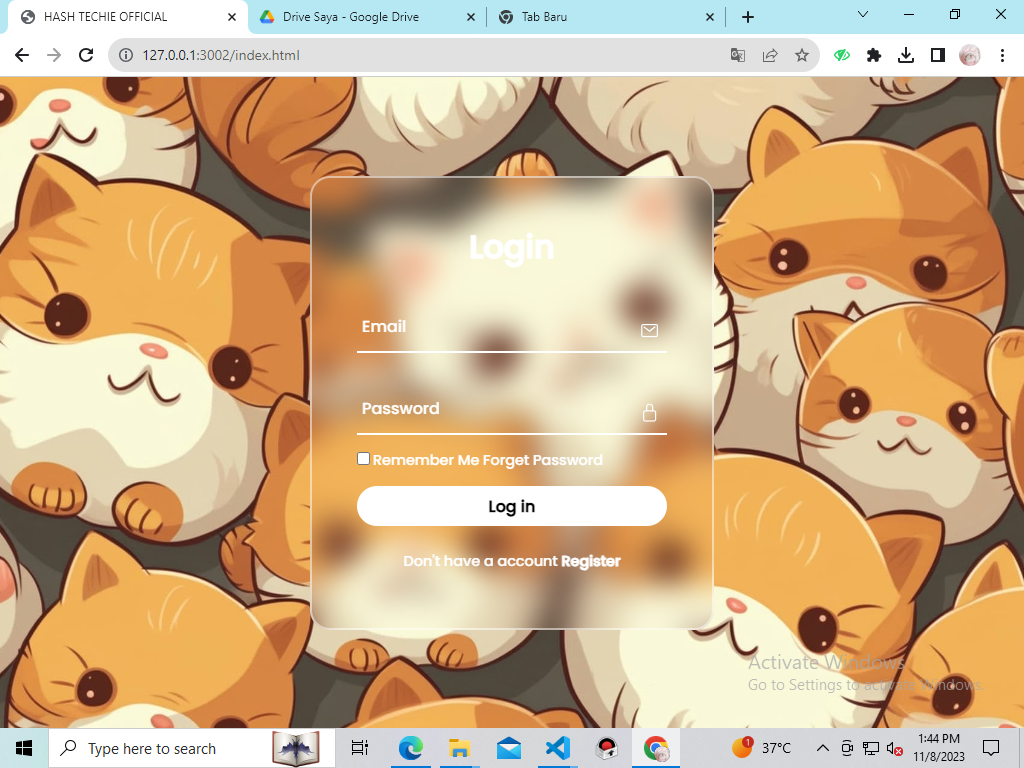 HASH TECHIE OFFICIAL
Drive Saya - Google Drive
Tab Baru
127.0.0.1:3002/index.html
Login
Email
Password
Remember Me Forget Password
Log in
Don't have a account Register
Activate Windows
Go to Settings to activate Windows.
Type here to search
1
37°C
1:44 PM
11/8/2023